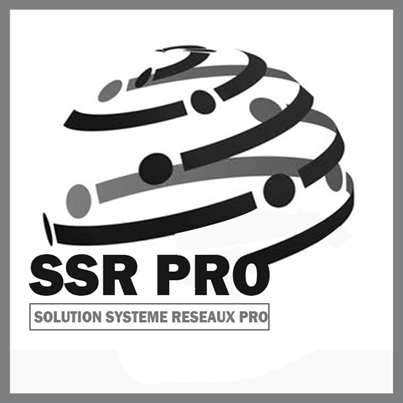 SSR PRO
SOLUTION SYSTEME RESEAUX PRO